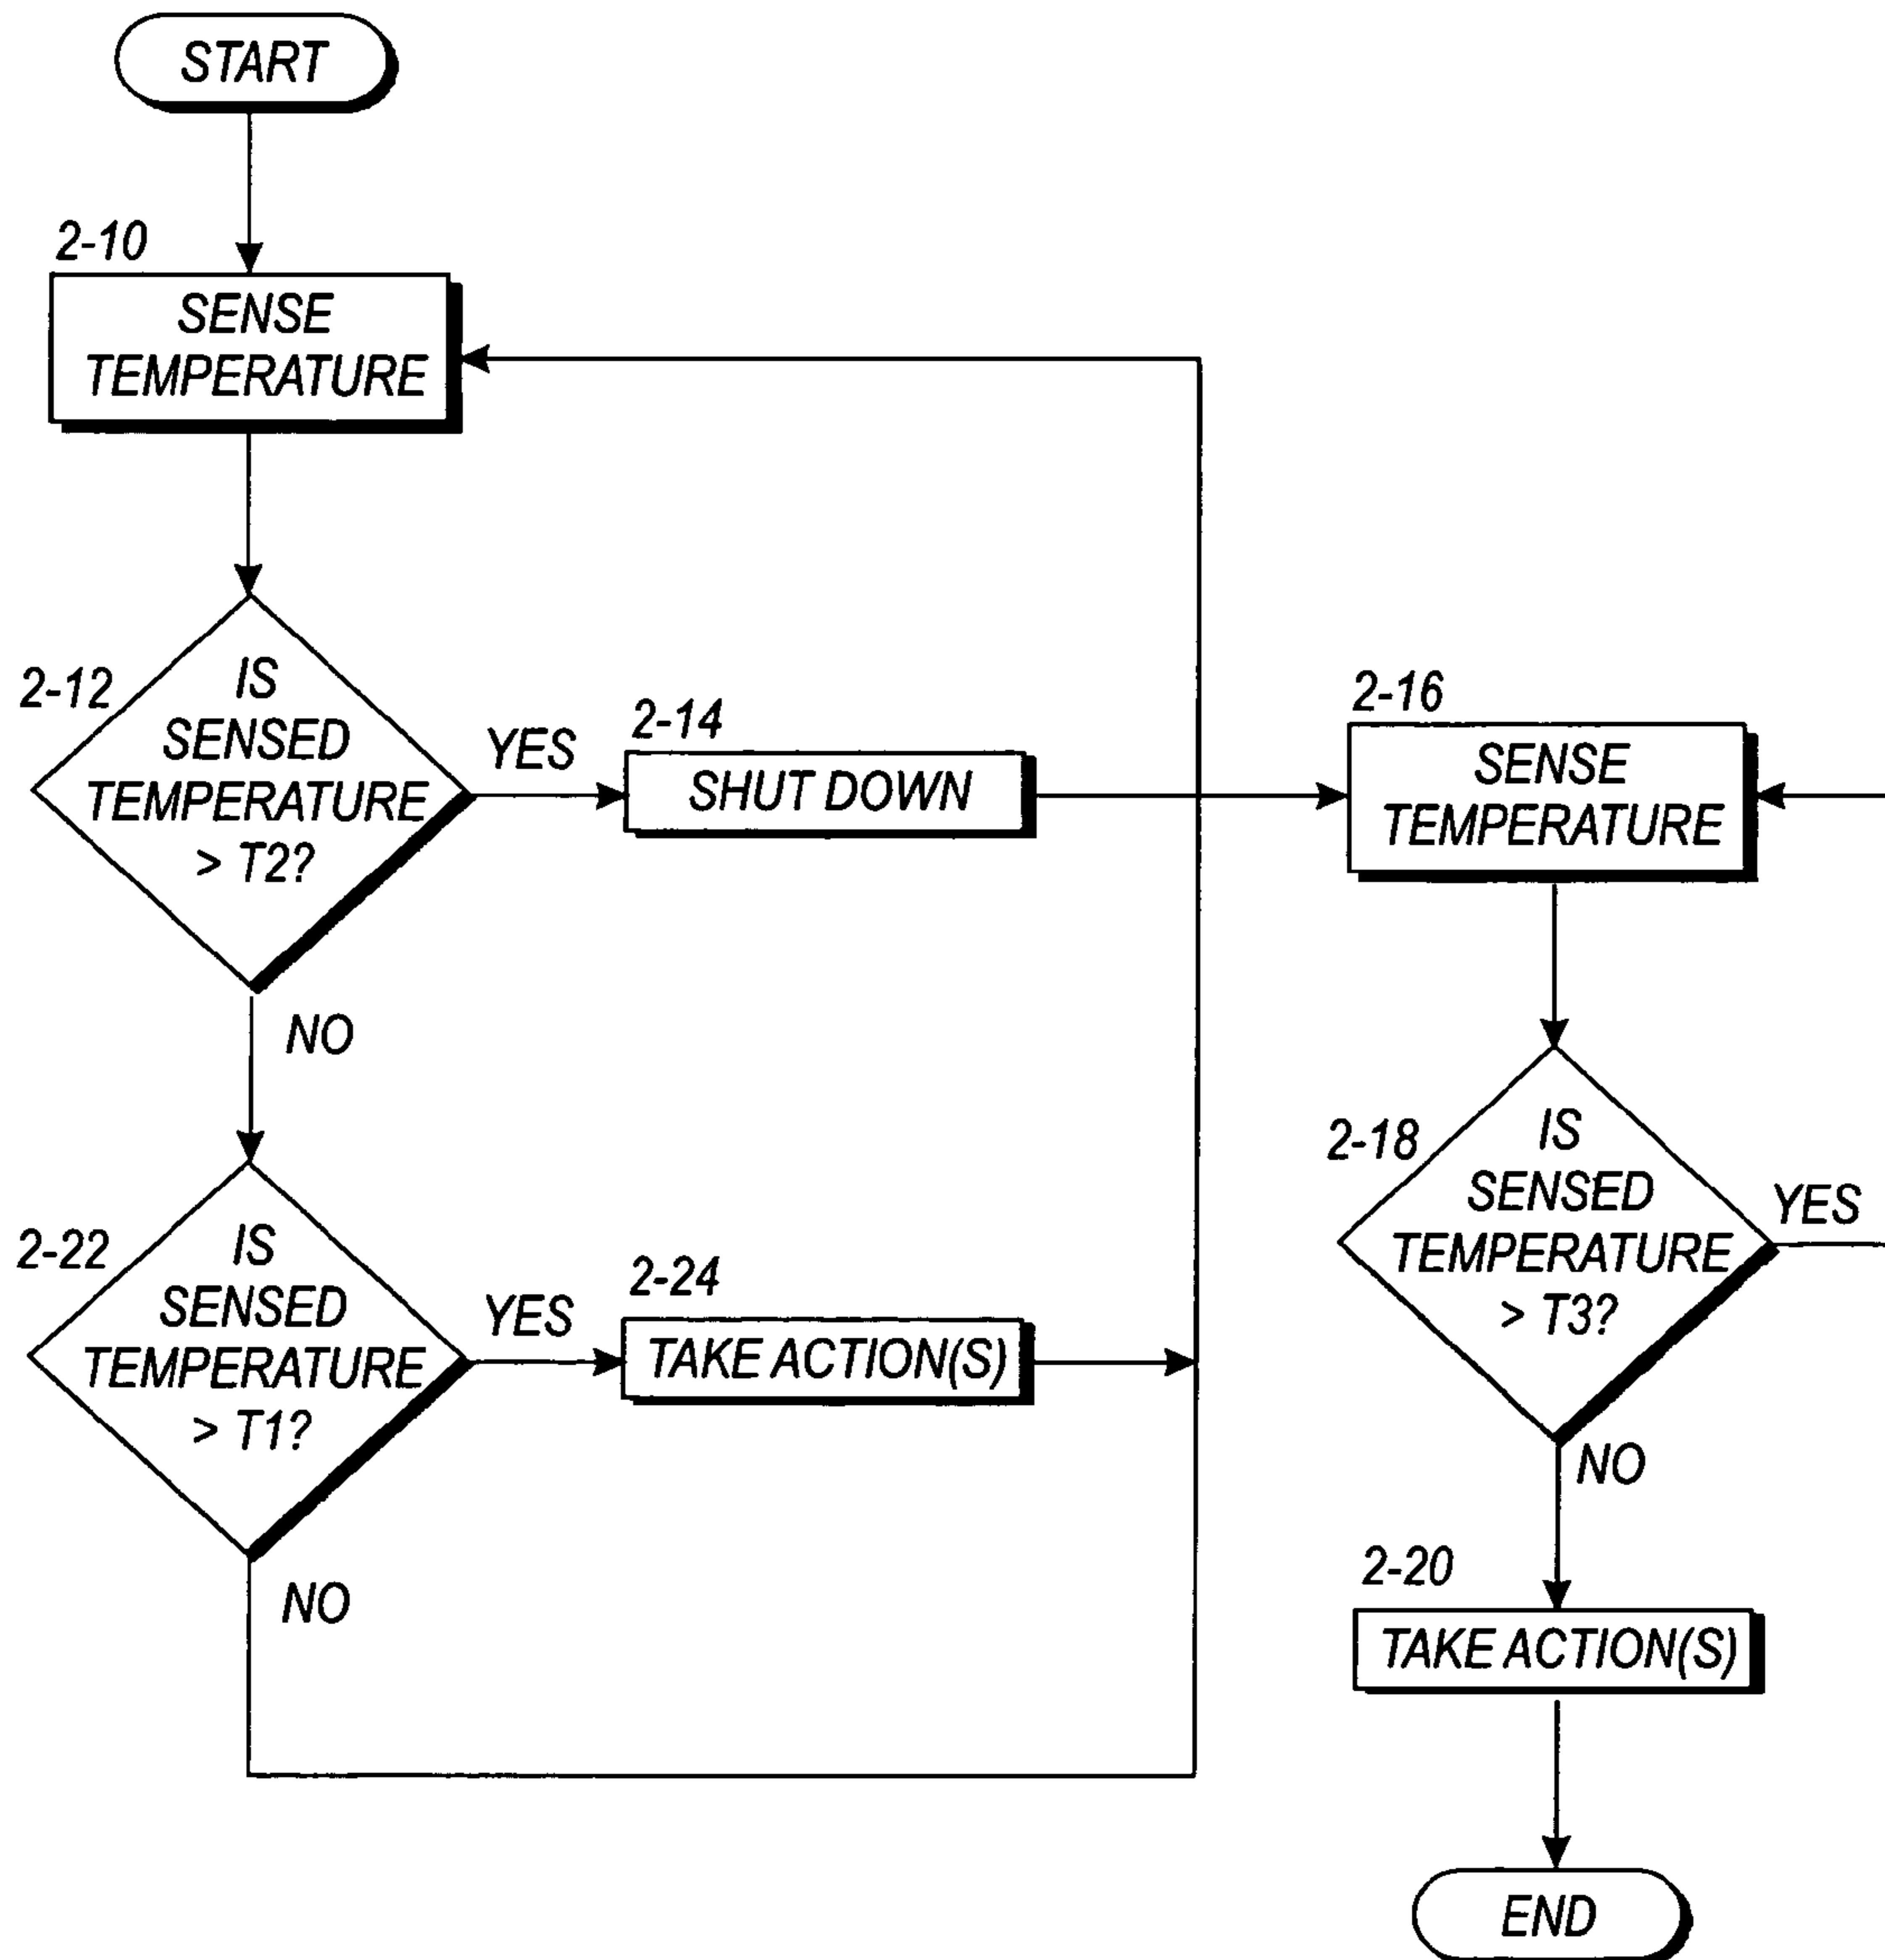 START
2-10
SENSE
TEMPERATURE
2-12
IS
SENSED
TEMPERATURE
> T2?
YES
2-14
SHUT DOWN
2-16
SENSE
TEMPERATURE
NO
2-18
IS
SENSED
TEMPERATURE
> T3?
YES
2-22
IS
SENSED
TEMPERATURE
> T1?
YES
2-24
TAKE ACTION(S)
NO
NO
2-20
TAKE ACTION(S)
END